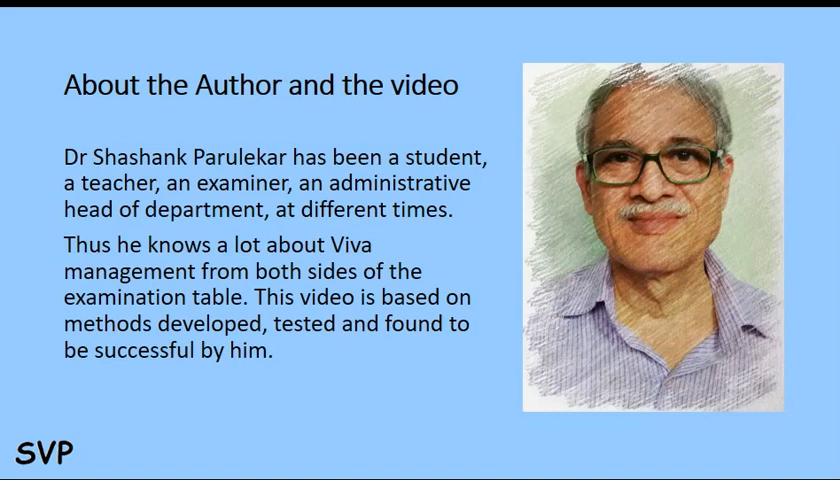 About the Author and the video
Dr Shashank Parulekar has been a student,
a teacher, an examiner, an administrative
head of department, at different times.
Thus he knows a lot about Viva
management from both sides of the
examination table. This video is based on
methods developed, tested and found to
be successful by him.
SVP